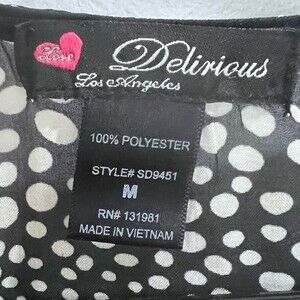 Love Delirious
Los Angeles
100% POLYESTER
STYLE# SD9451
M
RN# 131981
MADE IN VIETNAM